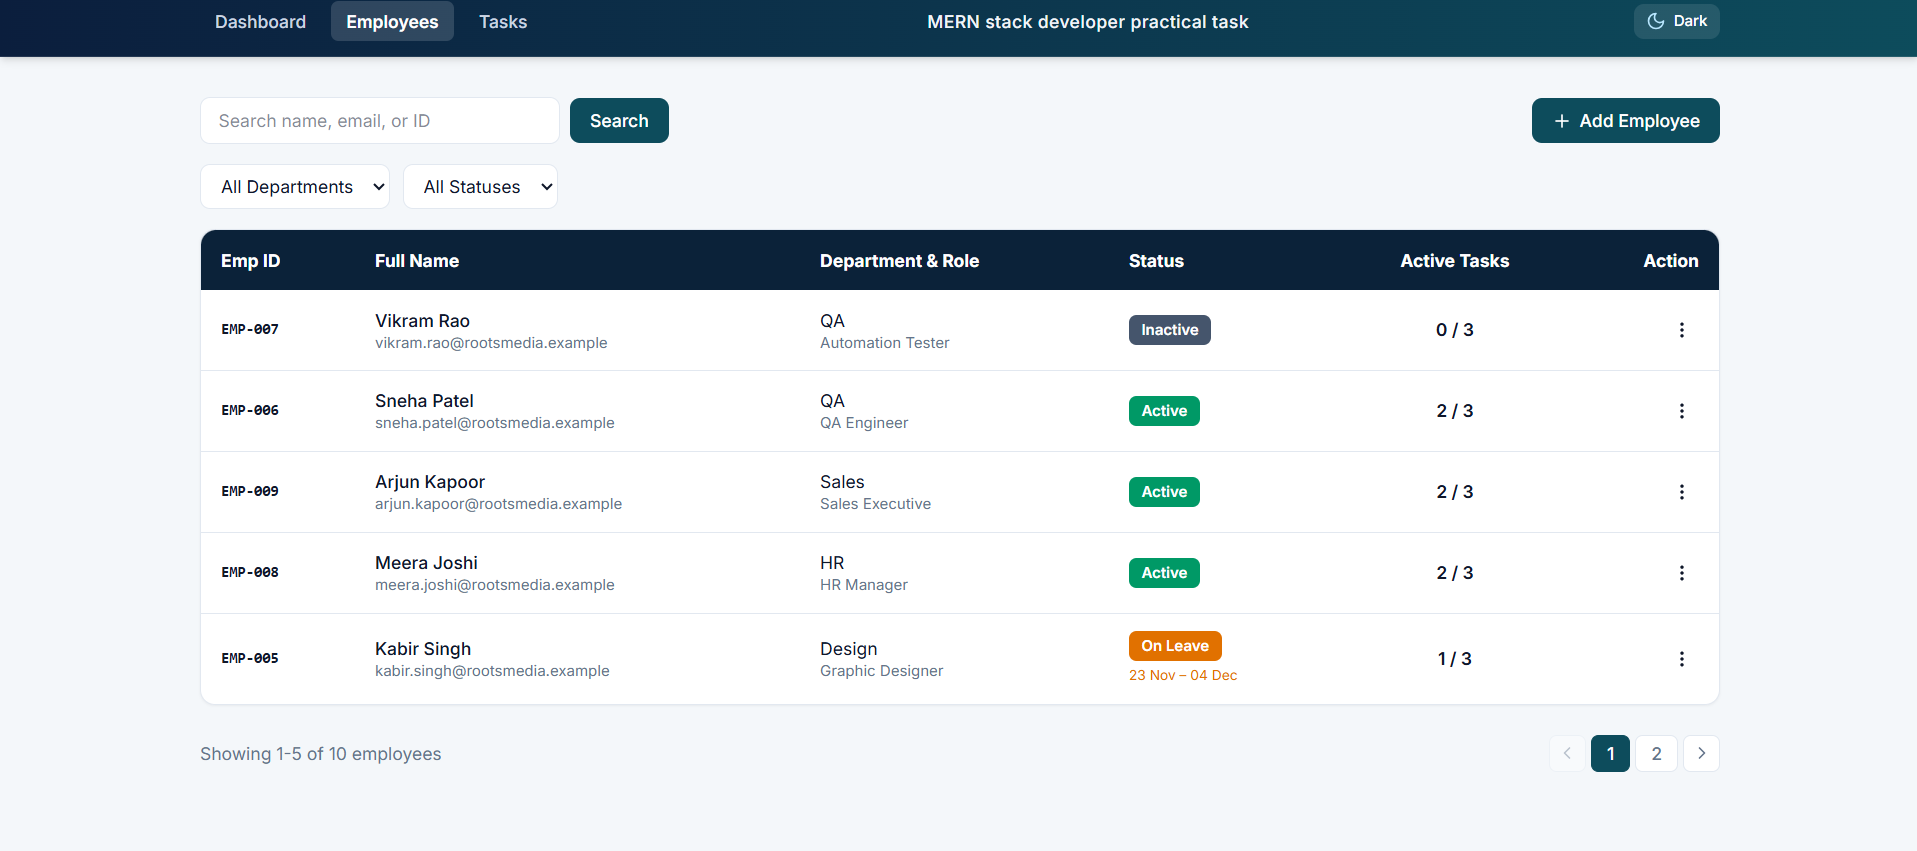 Dashboard Employees Tasks MERN stack developer practical task Dark
Search name, email, or ID Search + Add Employee
All Departments All Statuses
Emp ID Full Name Department & Role Status Active Tasks Action
EMP-007 Vikram Rao QA Inactive 0 / 3
vikram.rao@rootsmedia.example Automation Tester
EMP-006 Sneha Patel QA Active 2 / 3
sneha.patel@rootsmedia.example QA Engineer
EMP-009 Arjun Kapoor Sales Active 2 / 3
arjun.kapoor@rootsmedia.example Sales Executive
EMP-008 Meera Joshi HR Active 2 / 3
meera.joshi@rootsmedia.example HR Manager
EMP-005 Kabir Singh Design On Leave 1 / 3
kabir.singh@rootsmedia.example Graphic Designer 23 Nov – 04 Dec
Showing 1-5 of 10 employees 1 2